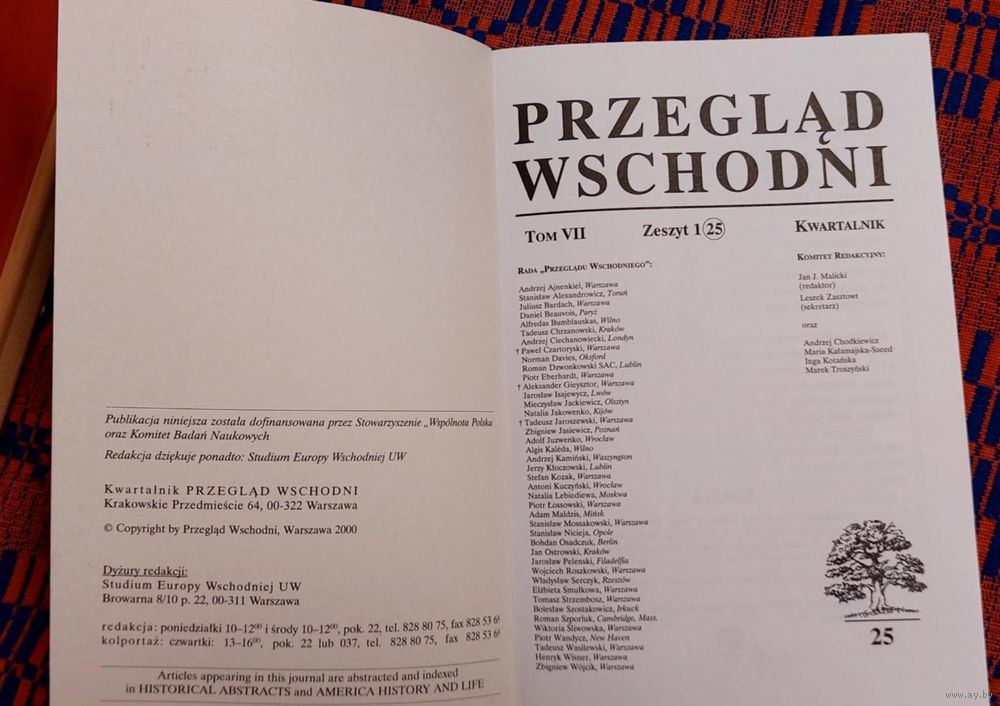 Publikacja niniejsza została dofinansowana przez Stowarzyszenie „Wspólnota Polska
oraz Komitet Badań Naukowych
Redakcja dziękuje ponadto: Studium Europy Wschodniej UW
Kwartalnik PRZEGLĄD WSCHODNI
Krakowskie Przedmieście 64, 00-322 Warszawa
© Copyright by Przegląd Wschodni, Warszawa 2000
Dyżury redakcji:
Studium Europy Wschodniej UW
Browarna 8/10 p. 22, 00-311 Warszawa
redakcja: poniedziałki 10–12⁰⁰ i środy 10–12⁰⁰, pok. 22, tel. 828 80 75, fax 828 53 6
kolportaż: czwartki: 13–16⁰⁰, pok. 22 lub 037, tel. 828 80 75, fax 828 53 6
Articles appearing in this journal are abstracted and indexed
in HISTORICAL ABSTRACTS and AMERICA HISTORY AND LIFE
PRZEGLĄD
WSCHODNI
TOM VII Zeszyt 1 25 KWARTALNIK
RADA „PRZEGLĄDU WSCHODNIEGO”:
Andrzej Ajnenkiel, Warszawa
Stanisław Alexandrowicz, Toruń
Juliusz Bardach, Warszawa
Daniel Beauvois, Paryż
Alfredas Bumblauskas, Wilno
Tadeusz Chrzanowski, Kraków
Andrzej Ciechanowiecki, Londyn
† Paweł Czartoryski, Warszawa
Norman Davies, Oksford
Roman Dzwonkowski SAC, Lublin
Piotr Eberhardt, Warszawa
† Aleksander Gieysztor, Warszawa
Jarosław Isajewycz, Lwów
Mieczysław Jackiewicz, Olsztyn
Natalia Jakowenko, Kijów
† Tadeusz Jaroszewski, Warszawa
Zbigniew Jasiewicz, Poznań
Adolf Juzwenko, Wrocław
Algis Kalėda, Wilno
Andrzej Kamiński, Waszyngton
Jerzy Kłoczowski, Lublin
Stefan Kozak, Warszawa
Antoni Kuczyński, Wrocław
Natalia Lebiediewa, Moskwa
Piotr Łossowski, Warszawa
Adam Maldzis, Mińsk
Stanisław Mossakowski, Warszawa
Stanisław Nicieja, Opole
Bohdan Osadczuk, Berlin
Jan Ostrowski, Kraków
Jarosław Pelenski, Filadelfia
Wojciech Roszkowski, Warszawa
Władysław Serczyk, Rzeszów
Elżbieta Smułkowa, Warszawa
Tomasz Strzembosz, Warszawa
Bolesław Szostakowicz, Irkuck
Roman Szporluk, Cambridge, Mass.
Wiktoria Śliwowska, Warszawa
Piotr Wandycz, New Haven
Tadeusz Wasilewski, Warszawa
Henryk Wisner, Warszawa
Zbigniew Wójcik, Warszawa
KOMITET REDAKCYJNY:
Jan J. Malicki
(redaktor)
Leszek Zasztowt
(sekretarz)
oraz
Andrzej Chodkiewicz
Maria Kałamajska-Saeed
Inga Kotańska
Marek Troszyński
25
www.ay.by